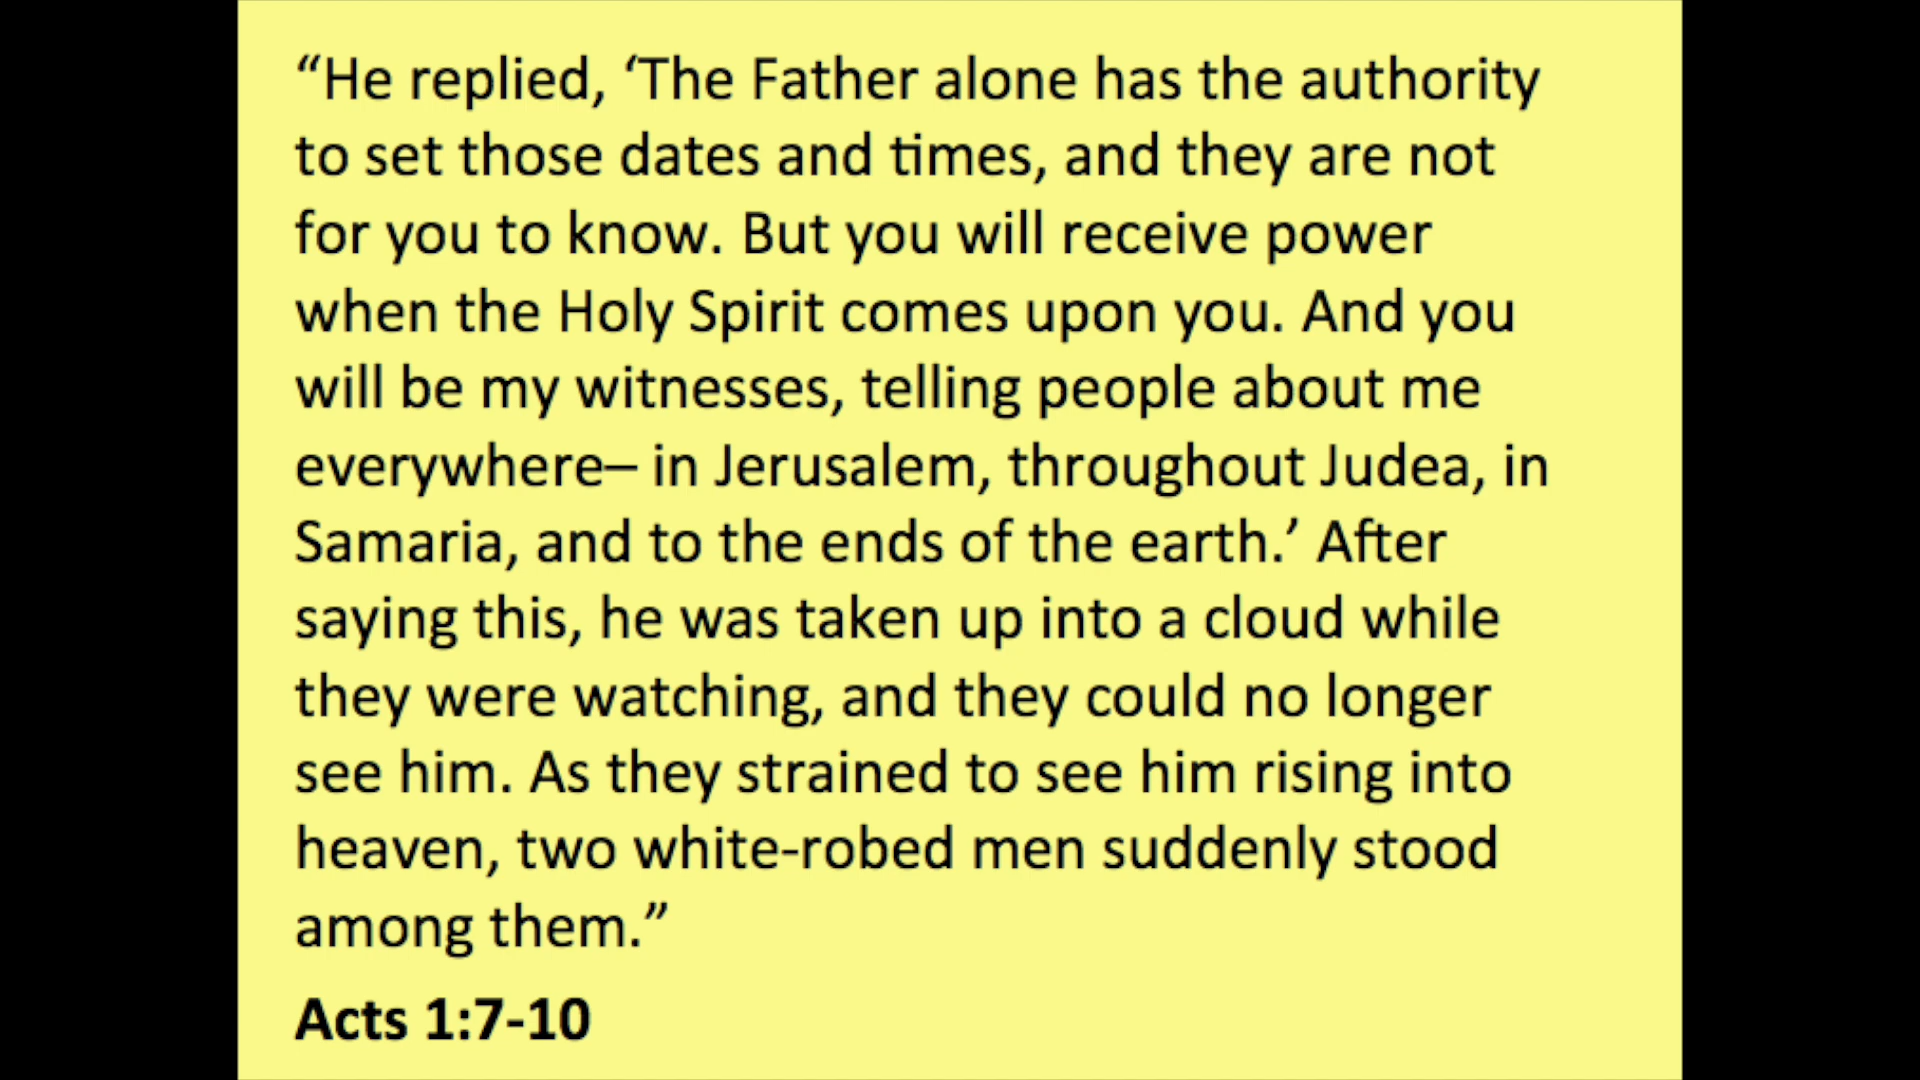 “He replied, ‘The Father alone has the authority
to set those dates and times, and they are not
for you to know. But you will receive power
when the Holy Spirit comes upon you. And you
will be my witnesses, telling people about me
everywhere– in Jerusalem, throughout Judea, in
Samaria, and to the ends of the earth.’ After
saying this, he was taken up into a cloud while
they were watching, and they could no longer
see him. As they strained to see him rising into
heaven, two white-robed men suddenly stood
among them.”
Acts 1:7-10